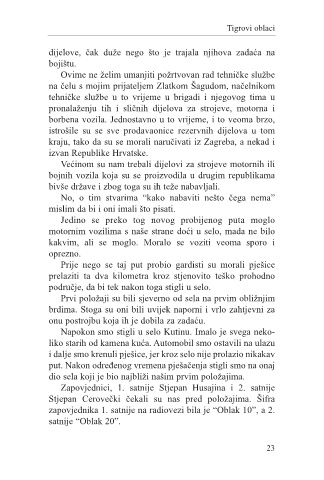 Tigrovi oblaci
dijelove, čak duže nego što je trajala njihova zadaća na
bojištu.
Ovime ne želim umanjiti požrtvovan rad tehničke službe
na čelu s mojim prijateljem Zlatkom Šagudom, načelnikom
tehničke službe u to vrijeme u brigadi i njegovog tima u
pronalaženju tih i sličnih dijelova za strojeve, motorna i
borbena vozila. Jednostavno u to vrijeme, i to veoma brzo,
istrošile su se sve prodavaonice rezervnih dijelova u tom
kraju, tako da su se morali naručivati iz Zagreba, a nekad i
izvan Republike Hrvatske.
Većinom su nam trebali dijelovi za strojeve motornih ili
bojnih vozila koja su se proizvodila u drugim republikama
bivše države i zbog toga su ih teže nabavljali.
No, o tim stvarima “kako nabaviti nešto čega nema”
mislim da bi i oni imali što pisati.
Jedino se preko tog novog probijenog puta moglo
motornim vozilima s naše strane doći u selo, mada ne bilo
kakvim, ali se moglo. Moralo se voziti veoma sporo i
oprezno.
Prije nego se taj put probio gardisti su morali pješice
prelaziti ta dva kilometra kroz stjenovito teško prohodno
područje, da bi tek nakon toga stigli u selo.
Prvi položaji su bili sjeverno od sela na prvim obližnjim
brdima. Stoga su oni bili uvijek naporni i vrlo zahtjevni za
onu postrojbu koja ih je dobila za zadaću.
Napokon smo stigli u selo Kutinu. Imalo je svega neko-
liko starih od kamena kuća. Automobil smo ostavili na ulazu
i dalje smo krenuli pješice, jer kroz selo nije prolazio nikakav
put. Nakon određenog vremena pješačenja stigli smo na onaj
dio sela koji je bio najbliži našim prvim položajima.
Zapovjednici, 1. satnije Stjepan Husajina i 2. satnije
Stjepan Cerovečki čekali su nas pred položajima. Šifra
zapovjednika 1. satnije na radiovezi bila je “Oblak 10”, a 2.
satnije “Oblak 20”.
23